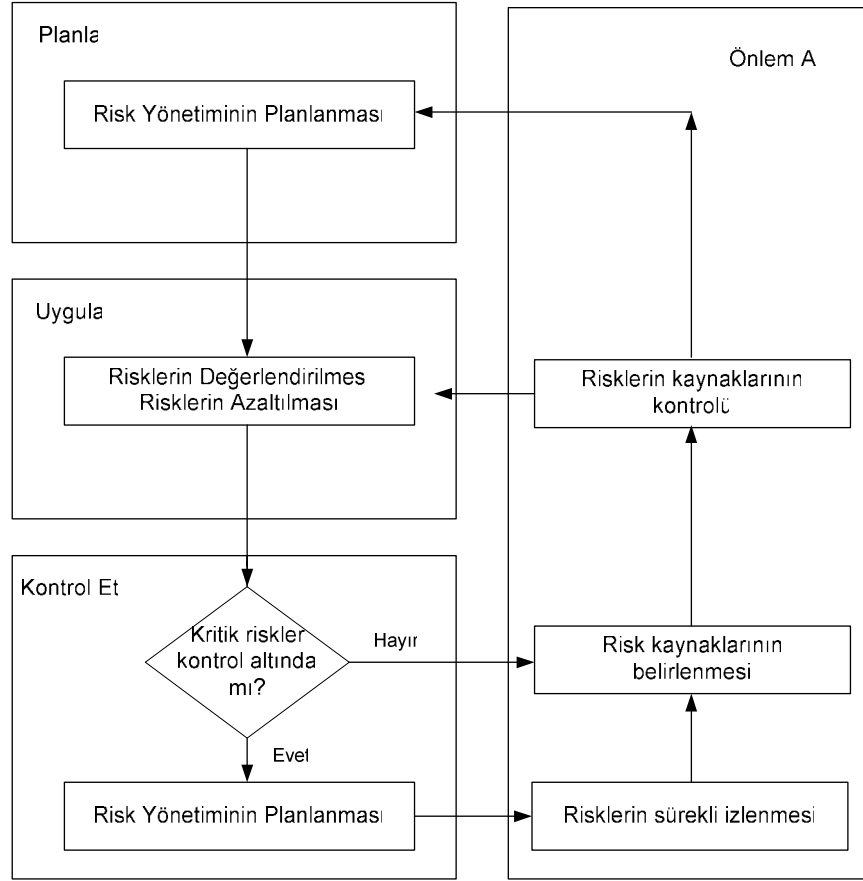 Planla
Risk Yönetiminin Planlanması
Uygula
Risklerin Değerlendirilmes
Risklerin Azaltılması
Kontrol Et
Kritik riskler
kontrol altında
mı?
Hayır
Evet
Risk Yönetiminin Planlanması
Önlem A
Risklerin kaynaklarının
kontrolü
Risk kaynaklarının
belirlenmesi
Risklerin sürekli izlenmesi